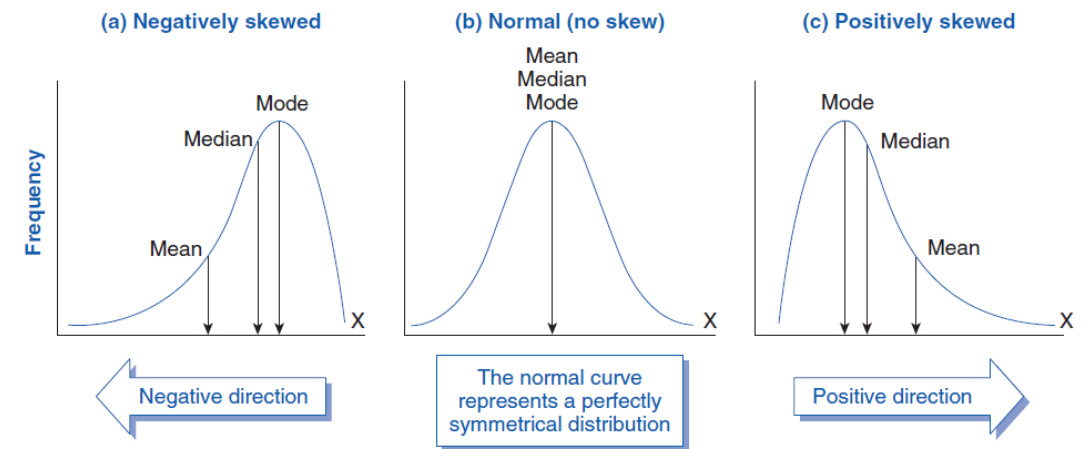 (a) Negatively skewed
Frequency
Mode
Median
Mean
X
Negative direction
(b) Normal (no skew)
Mean
Median
Mode
X
The normal curve
represents a perfectly
symmetrical distribution
(c) Positively skewed
Mode
Median
Mean
X
Positive direction